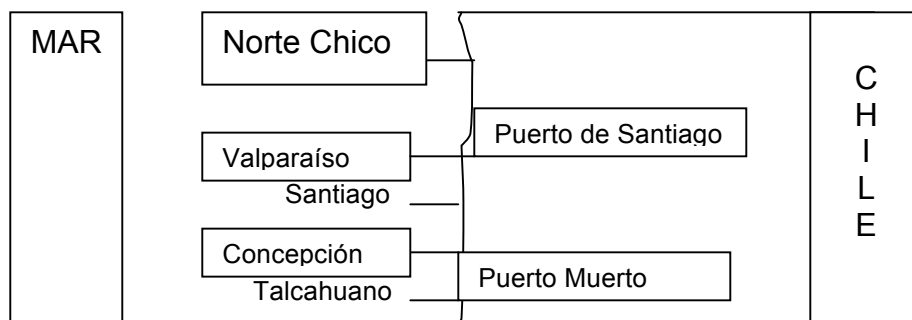 MAR
Norte Chico
Puerto de Santiago
Valparaíso
Santiago
Concepción
Puerto Muerto
Talcahuano
C
H
I
L
E